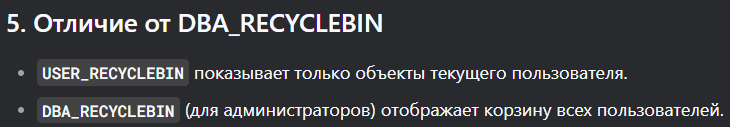 5. Отличие от DBA_RECYCLEBIN
• USER_RECYCLEBIN показывает только объекты текущего пользователя.
• DBA_RECYCLEBIN (для администраторов) отображает корзину всех пользователей.